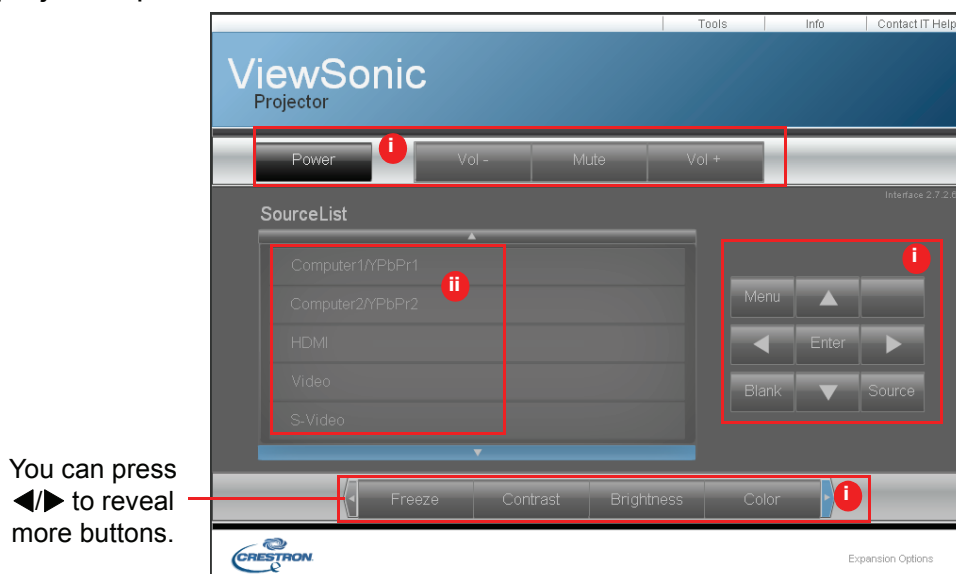 Tools Info Contact IT Help
ViewSonic
Projector
Power i Vol - Mute Vol +
Interface 2.7.2.6
SourceList
i
Computer1/YPbPr1
ii
Computer2/YPbPr2
Menu
HDMI
Enter
Video
Blank Source
S-Video
You can press
◀/▶ to reveal
more buttons.
Freeze Contrast Brightness Color i
CRESTRON
Expansion Options